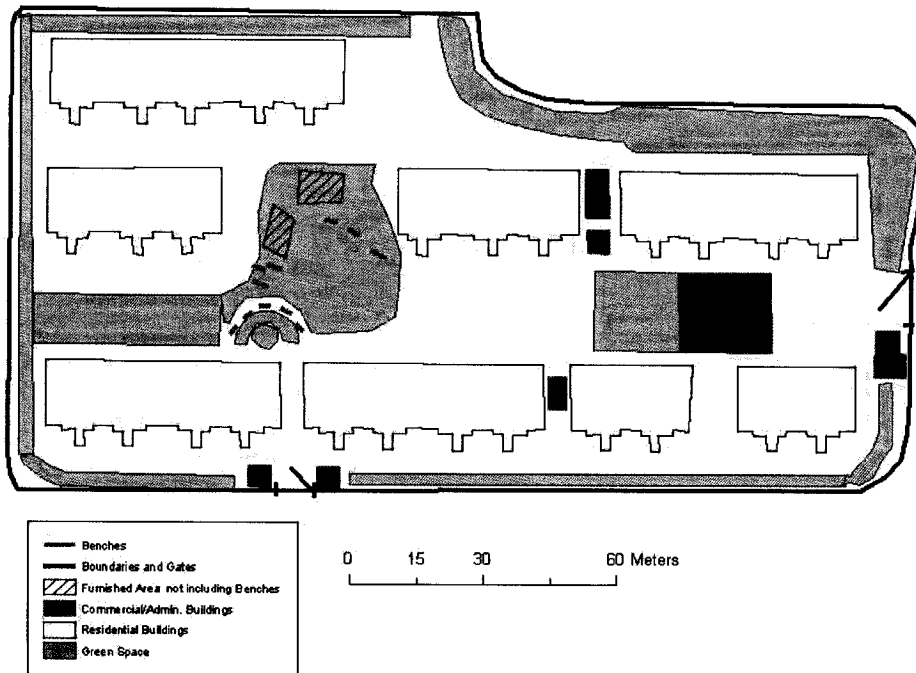 Benches
Boundaries and Gates
Furnished Area not including Benches
Commercial/Admin. Buildings
Residential Buildings
Green Space
0 15 30 60 Meters